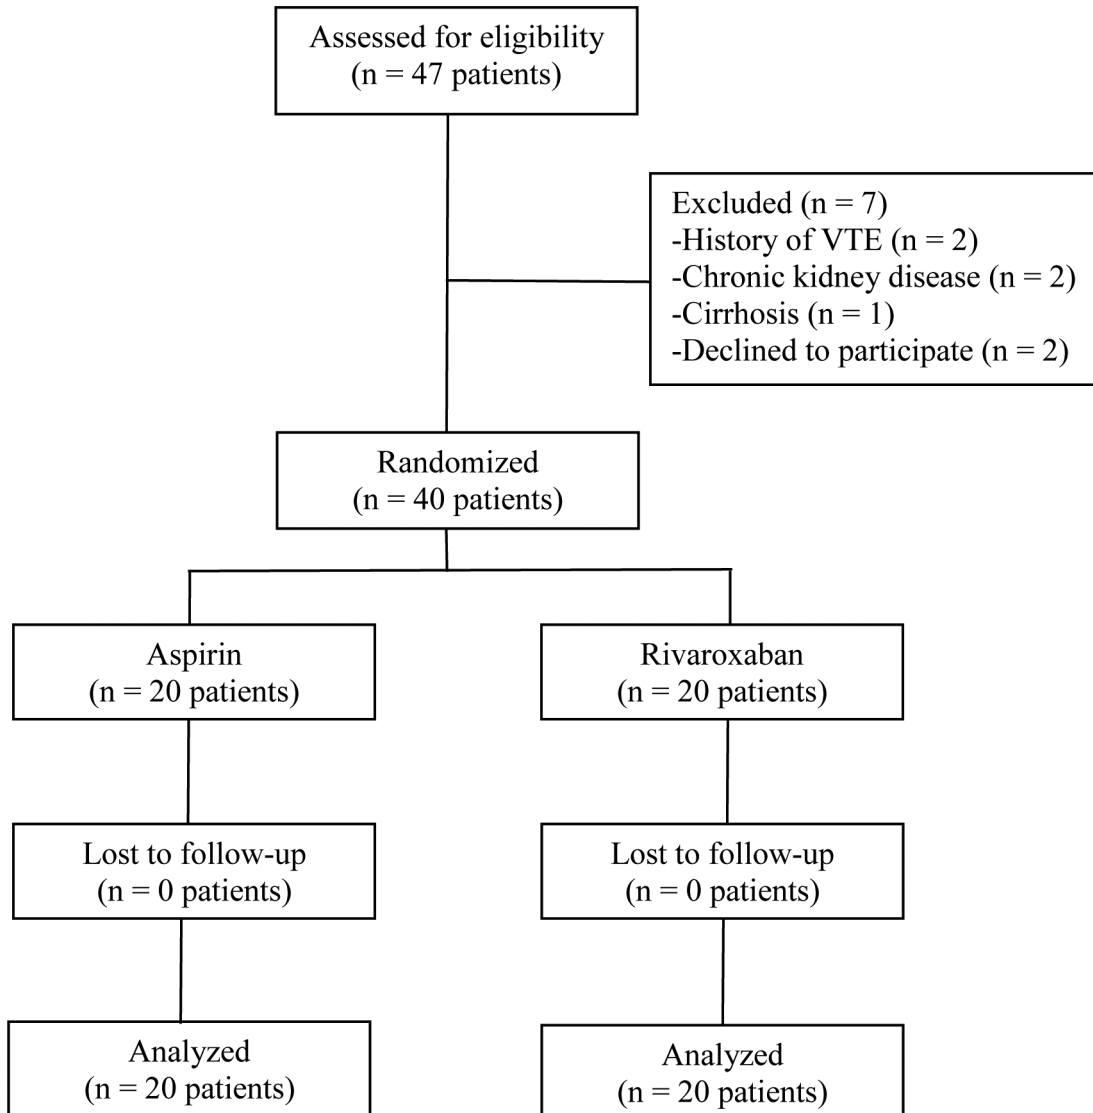 Assessed for eligibility
(n = 47 patients)
Excluded (n = 7)
-History of VTE (n = 2)
-Chronic kidney disease (n = 2)
-Cirrhosis (n = 1)
-Declined to participate (n = 2)
Randomized
(n = 40 patients)
Aspirin
(n = 20 patients)
Rivaroxaban
(n = 20 patients)
Lost to follow-up
(n = 0 patients)
Lost to follow-up
(n = 0 patients)
Analyzed
(n = 20 patients)
Analyzed
(n = 20 patients)